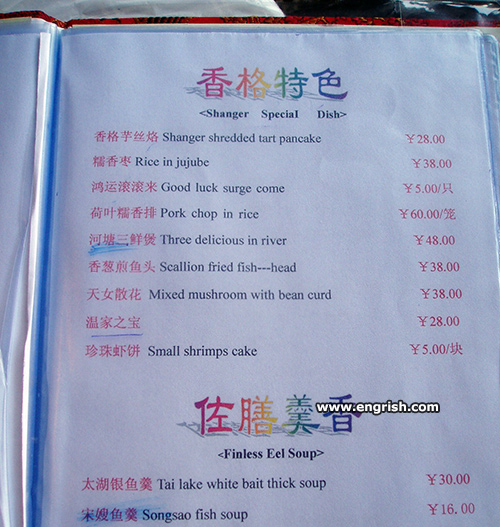 香格特色
<Shanger Special Dish>
香格芋丝烙 Shanger shredded tart pancake ￥28.00
糯香枣 Rice in jujube ￥38.00
鸿运滚滚来 Good luck surge come ￥5.00/只
荷叶糯香排 Pork chop in rice ￥60.00/笼
河塘三鲜煲 Three delicious in river ￥48.00
香葱煎鱼头 Scallion fried fish---head ￥38.00
天女散花 Mixed mushroom with bean curd ￥38.00
温家之宝 ￥28.00
珍珠虾饼 Small shrimps cake ￥5.00/块
www.engrish.com
佐膳羹香
<Finless Eel Soup>
太湖银鱼羹 Tai lake white bait thick soup ￥30.00
宋嫂鱼羹 Songsao fish soup ￥16.00